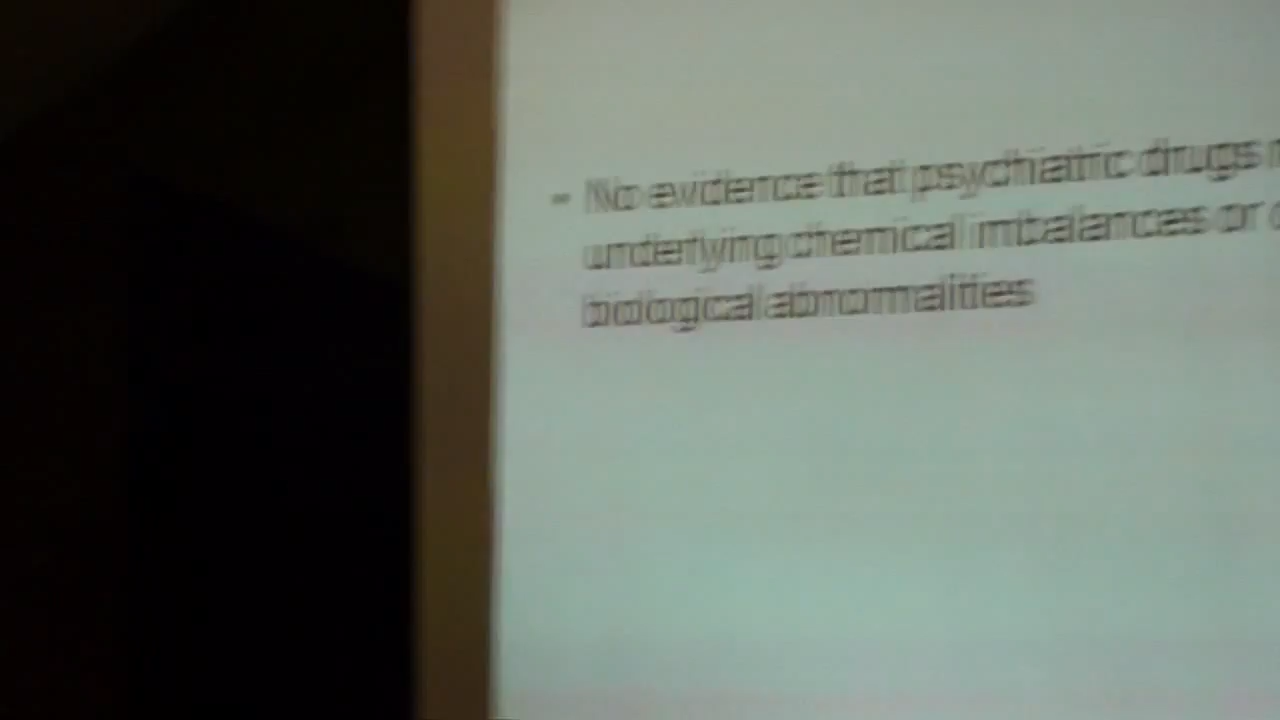 - No evidence that psychiatric drugs
underlying chemical imbalances or
biological abnormalities